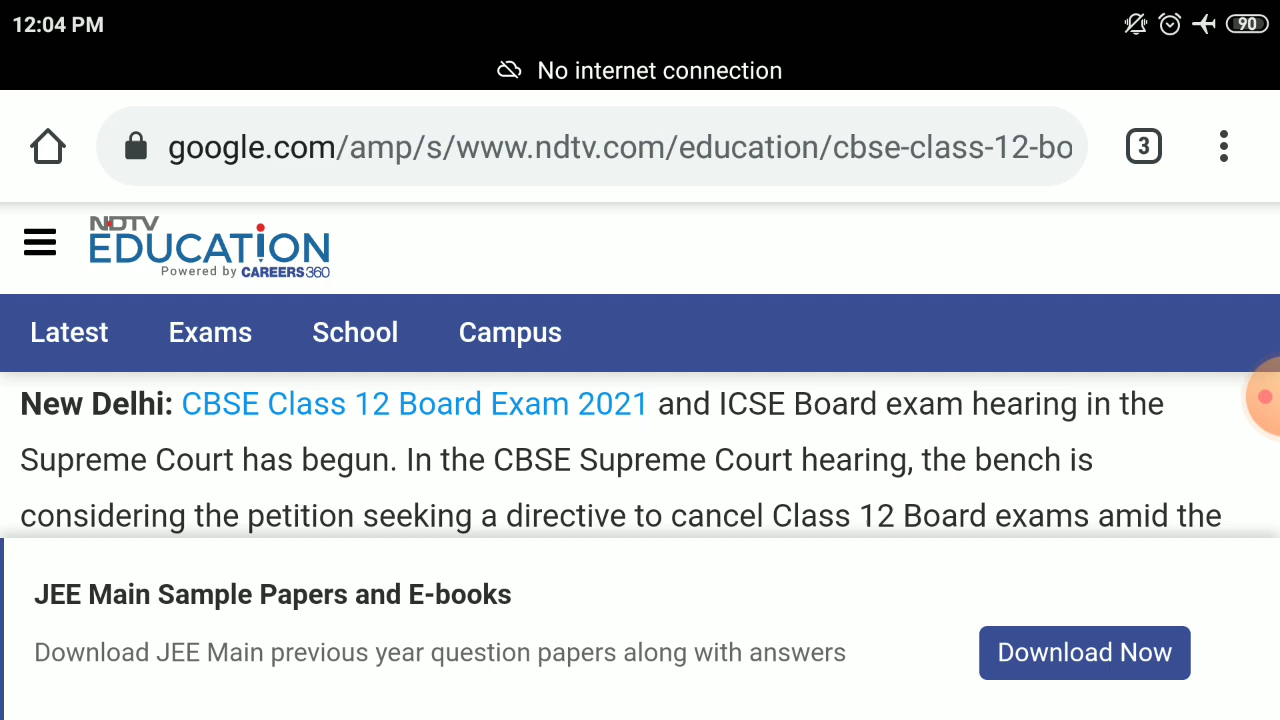 12:04 PM
90
No internet connection
google.com/amp/s/www.ndtv.com/education/cbse-class-12-bo
3
NDTV
EDUCATION
Powered by CAREERS360
Latest Exams School Campus
New Delhi: CBSE Class 12 Board Exam 2021 and ICSE Board exam hearing in the
Supreme Court has begun. In the CBSE Supreme Court hearing, the bench is
considering the petition seeking a directive to cancel Class 12 Board exams amid the
JEE Main Sample Papers and E-books
Download JEE Main previous year question papers along with answers
Download Now